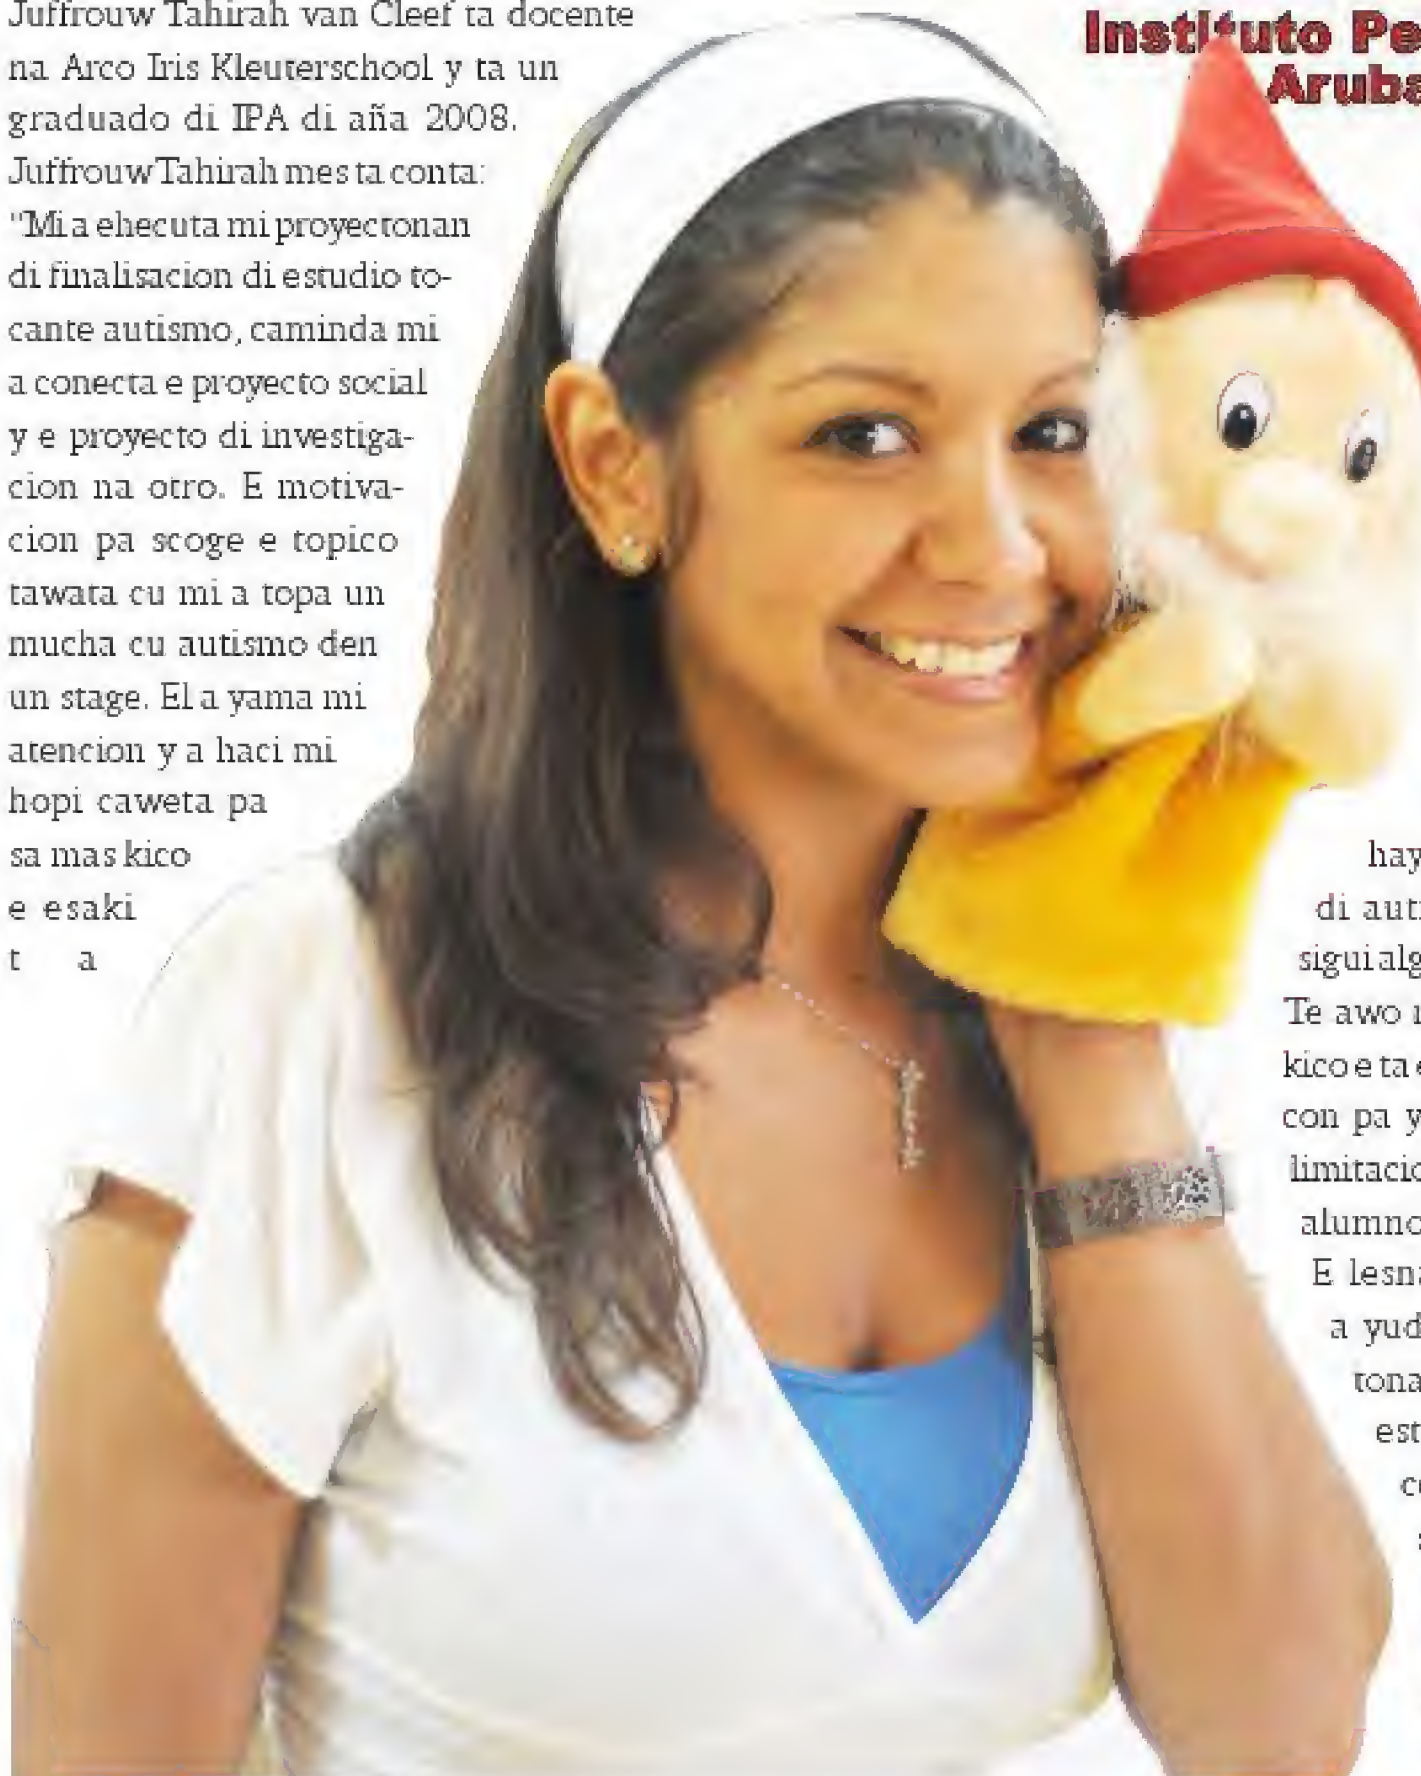 Juffrouw Tahirah van Cleef ta docente
na Arco Iris Kleuterschool y ta un
graduado di IPA di aña 2008.
Juffrouw Tahirah mes ta conta:
“Mi a ehecuta mi proyectonan
di finalisacion di estudio to-
cante autismo, caminda mi
a conecta e proyecto social
y e proyecto di investiga-
cion na otro. E motiva-
cion pa scoge e topico
tawata cu mi a topa un
mucha cu autismo den
un stage. El a yama mi
atencion y a haci mi
hopi caweta pa
sa mas kico
e esaki
t a
Instituto Pe
Aruba
hay
di aut
sigui alg
Te awo
kico e ta
con pa y
limitacio
alumno
E lesna
a yud
tona
est